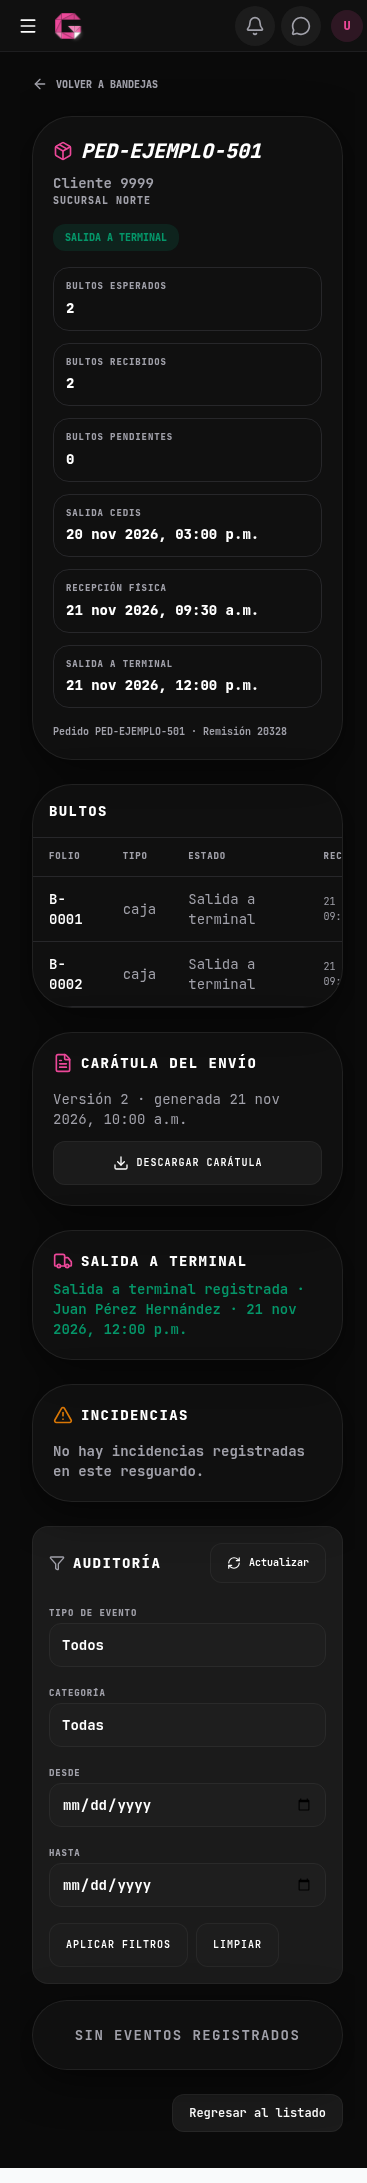 U
VOLVER A BANDEJAS
PED-EJEMPLO-501
Cliente 9999
SUCURSAL NORTE
SALIDA A TERMINAL
BULTOS ESPERADOS
2
BULTOS RECIBIDOS
2
BULTOS PENDIENTES
0
SALIDA CEDIS
20 nov 2026, 03:00 p.m.
RECEPCIÓN FÍSICA
21 nov 2026, 09:30 a.m.
SALIDA A TERMINAL
21 nov 2026, 12:00 p.m.
Pedido PED-EJEMPLO-501 · Remisión 20328
BULTOS
FOLIO TIPO ESTADO REC
B-0001 caja Salida a terminal 21 09:
B-0002 caja Salida a terminal 21 09:
CARÁTULA DEL ENVÍO
Versión 2 · generada 21 nov
2026, 10:00 a.m.
DESCARGAR CARÁTULA
SALIDA A TERMINAL
Salida a terminal registrada ·
Juan Pérez Hernández · 21 nov
2026, 12:00 p.m.
INCIDENCIAS
No hay incidencias registradas
en este resguardo.
AUDITORÍA
Actualizar
TIPO DE EVENTO
Todos
CATEGORÍA
Todas
DESDE
mm/dd/yyyy
HASTA
mm/dd/yyyy
APLICAR FILTROS LIMPIAR
SIN EVENTOS REGISTRADOS
Regresar al listado